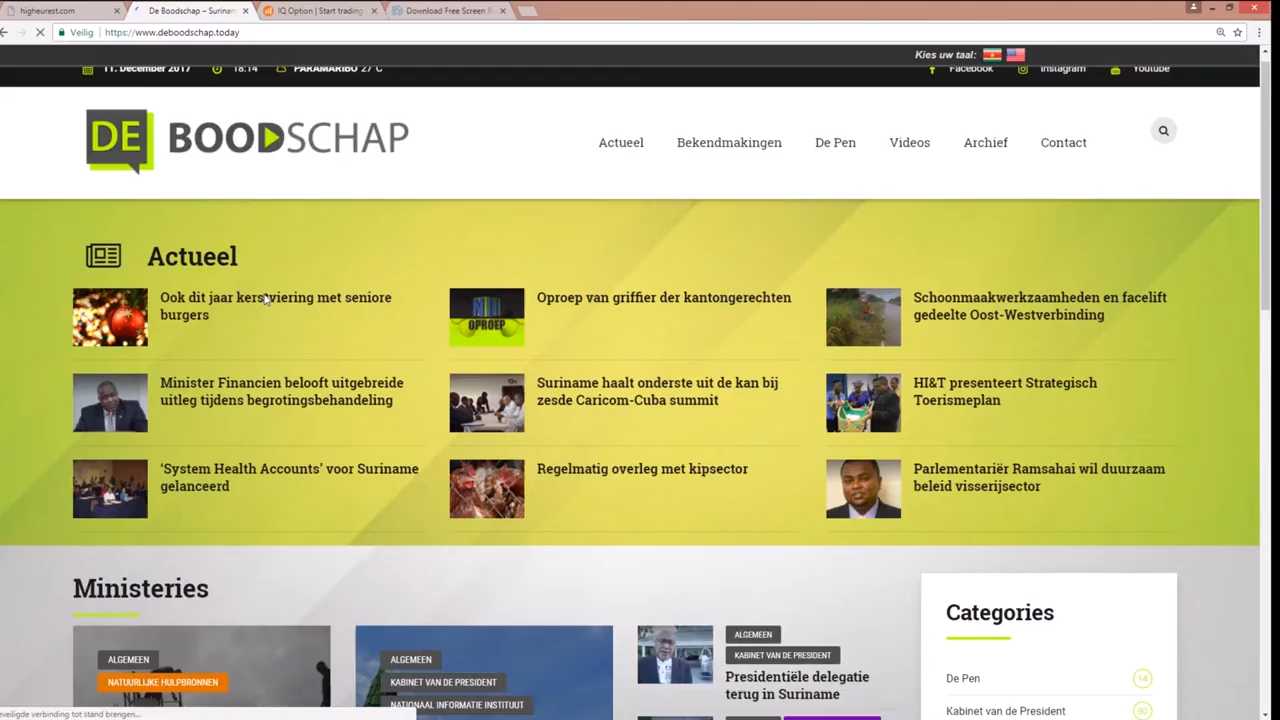 higheurest.com
De Boodschap – Surinam
IQ Option | Start trading
Download Free Screen R
Veilig
https://www.deboodschap.today
Kies uw taal:
11. December 2017 18:14 PARAMARIBO 27°C Facebook Instagram Youtube
DE BOODSCHAP
Actueel Bekendmakingen De Pen Videos Archief Contact
Actueel
Ook dit jaar kerstviering met seniore
burgers
Oproep van griffier der kantongerechten
OPROEP
Schoonmaakwerkzaamheden en facelift
gedeelte Oost-Westverbinding
Minister Financien belooft uitgebreide
uitleg tijdens begrotingsbehandeling
Suriname haalt onderste uit de kan bij
zesde Caricom-Cuba summit
HI&T presenteert Strategisch
Toerismeplan
‘System Health Accounts’ voor Suriname
gelanceerd
Regelmatig overleg met kipsector
Parlementariër Ramsahai wil duurzaam
beleid visserijsector
Ministeries
ALGEMEEN
NATUURLIJKE HULPBRONNEN
ALGEMEEN
KABINET VAN DE PRESIDENT
NATIONAAL INFORMATIE INSTITUUT
ALGEMEEN
KABINET VAN DE PRESIDENT
Presidentiële delegatie
terug in Suriname
Categories
De Pen 14
Kabinet van de President 90
eveiligde verbinding tot stand brengen...